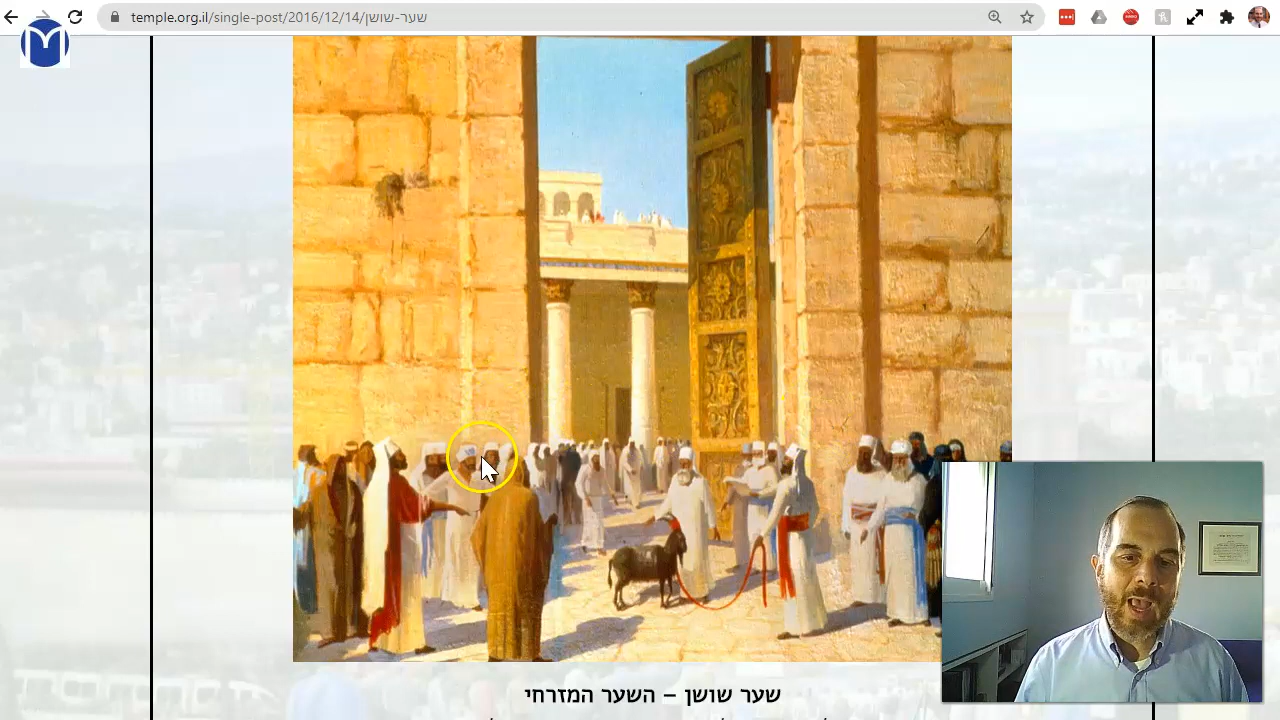 temple.org.il/single-post/2016/12/14/שער-שושן
שער שושן – השער המזרחי